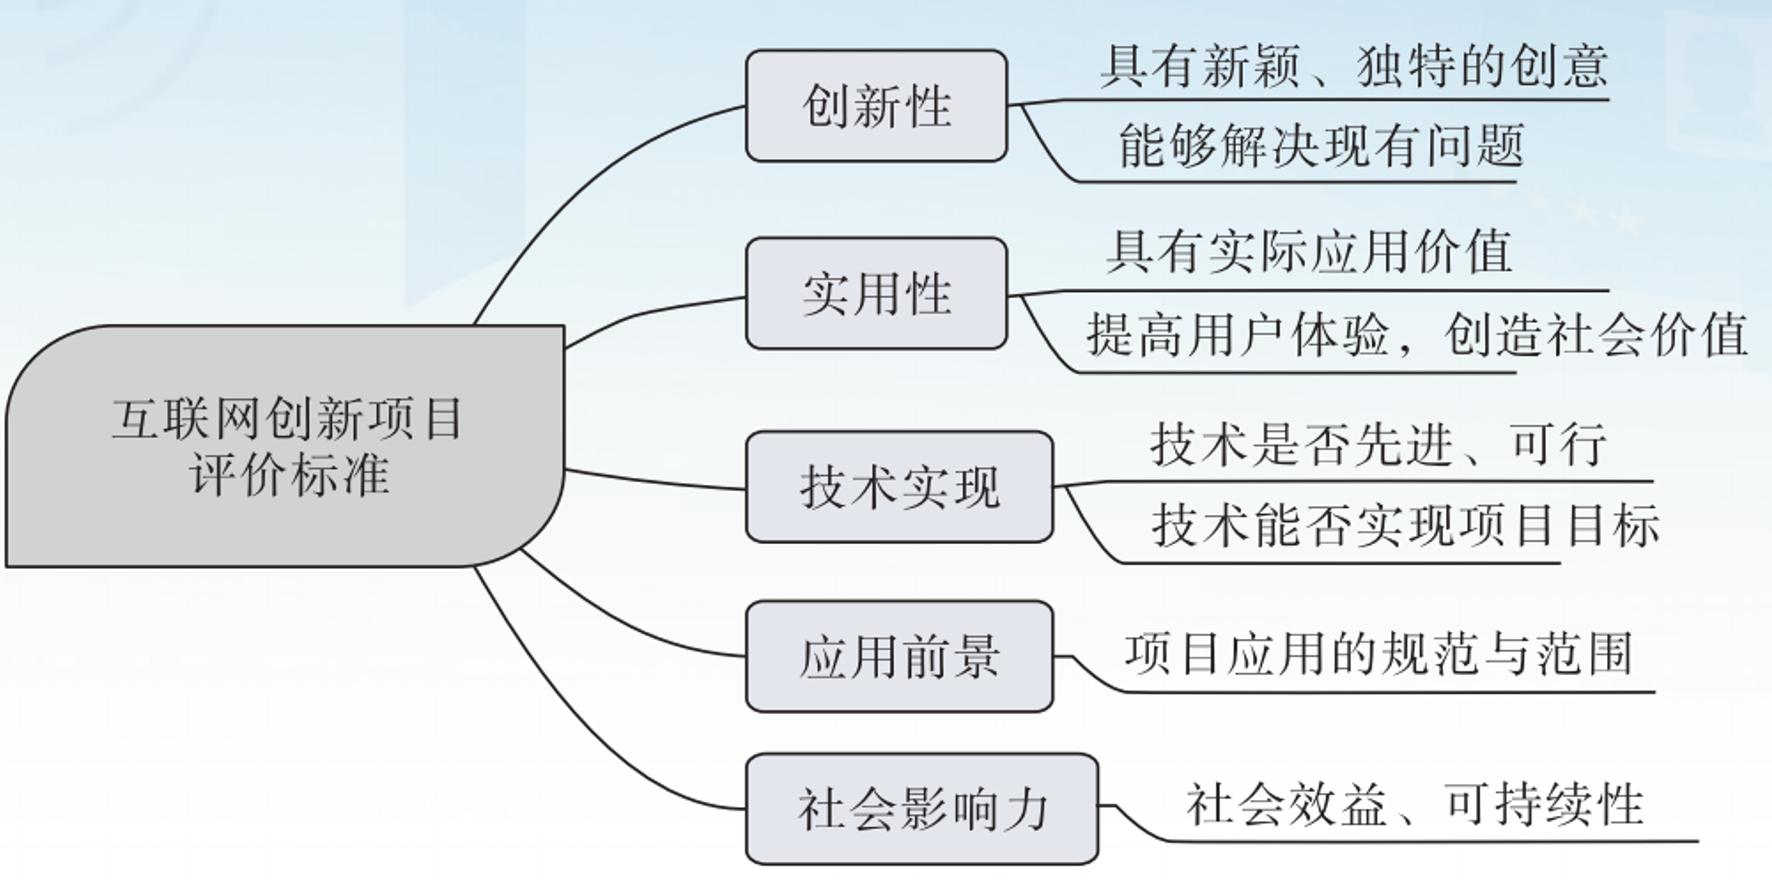 互联网创新项目
评价标准
创新性
具有新颖、独特的创意
能够解决现有问题
实用性
具有实际应用价值
提高用户体验，创造社会价值
技术实现
技术是否先进、可行
技术能否实现项目目标
应用前景
项目应用的规范与范围
社会影响力
社会效益、可持续性